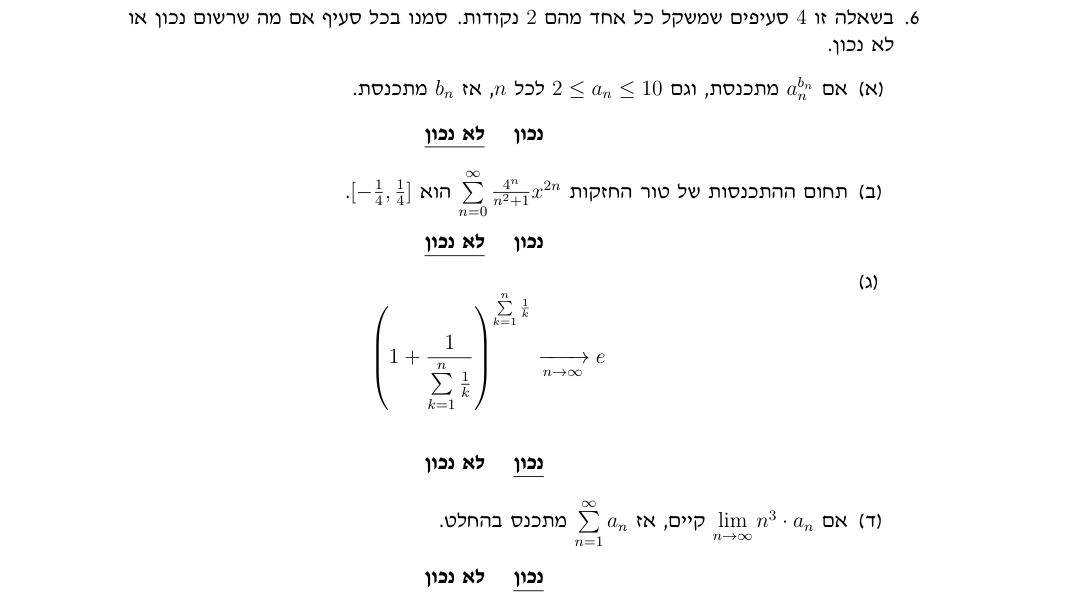 6. בשאלה זו 4 סעיפים שמשקל כל אחד מהם 2 נקודות. סמנו בכל סעיף אם מה שרשום נכון או
לא נכון.
(א) אם $a_n^{b_n}$ מתכנסת, וגם $2 \leq a_n \leq 10$ לכל $n$, אז $b_n$ מתכנסת.
נכון לא נכון
(ב) תחום ההתכנסות של טור החזקות $\sum_{n=0}^{\infty} \frac{4^n}{n^2+1} x^{2n}$ הוא $[-\frac{1}{4}, \frac{1}{4}]$.
נכון לא נכון
(ג)
$\left(1 + \frac{1}{\sum_{k=1}^{n} \frac{1}{k}}\right)^{\sum_{k=1}^{n} \frac{1}{k}} \xrightarrow[n \to \infty]{} e$
נכון לא נכון
(ד) אם $\lim_{n \to \infty} n^3 \cdot a_n$ קיים, אז $\sum_{n=1}^{\infty} a_n$ מתכנס בהחלט.
נכון לא נכון